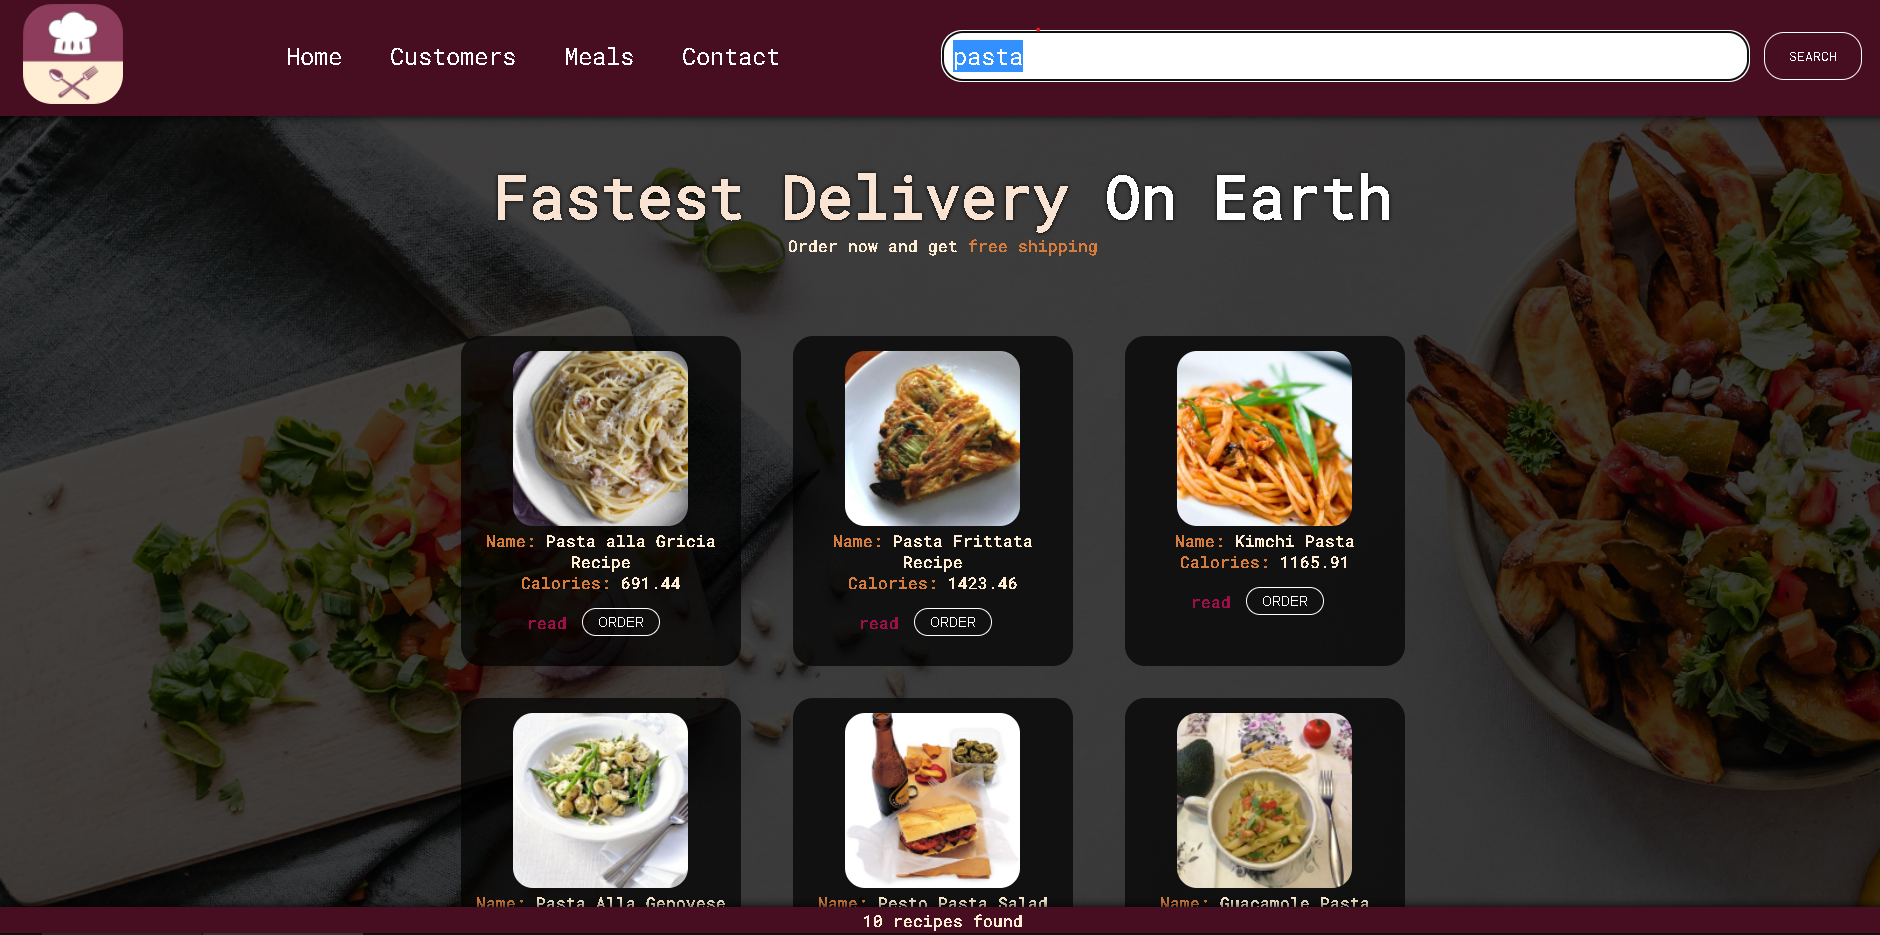 Home Customers Meals Contact pasta SEARCH
Fastest Delivery On Earth
Order now and get free shipping
Name: Pasta alla Gricia
Recipe
Calories: 691.44
read ORDER
Name: Pasta Frittata
Recipe
Calories: 1423.46
read ORDER
Name: Kimchi Pasta
Calories: 1165.91
read ORDER
Name: Pasta Alla Genovese
Name: Pesto Pasta Salad
Name: Guacamole Pasta
10 recipes found